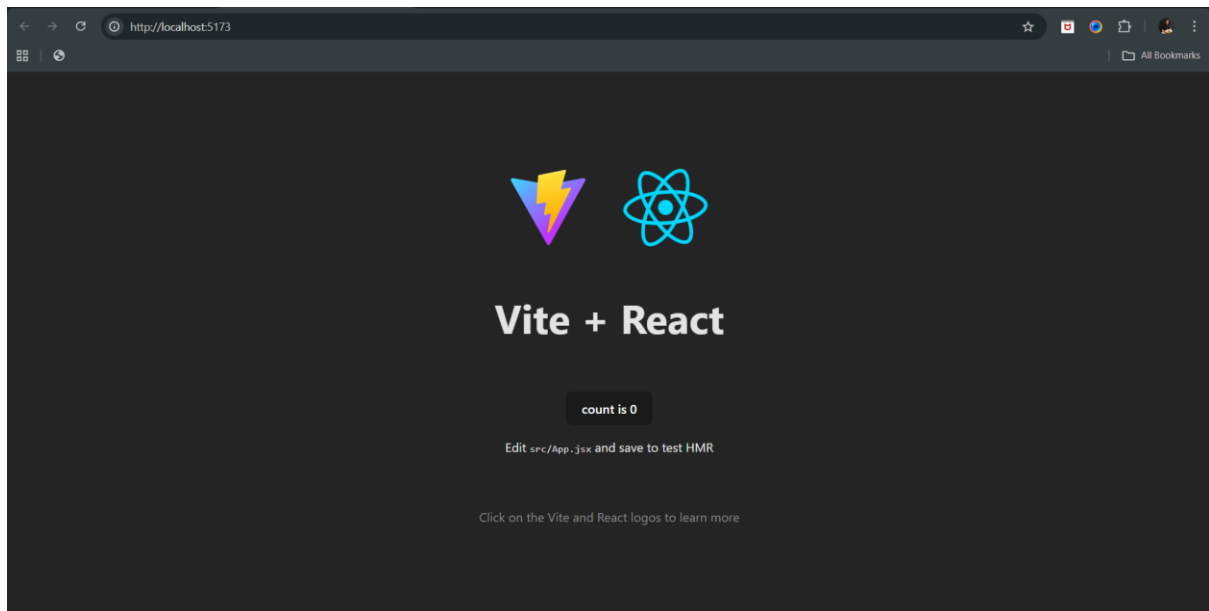 http://localhost:5173
All Bookmarks
Vite + React
count is 0
Edit src/App.jsx and save to test HMR
Click on the Vite and React logos to learn more